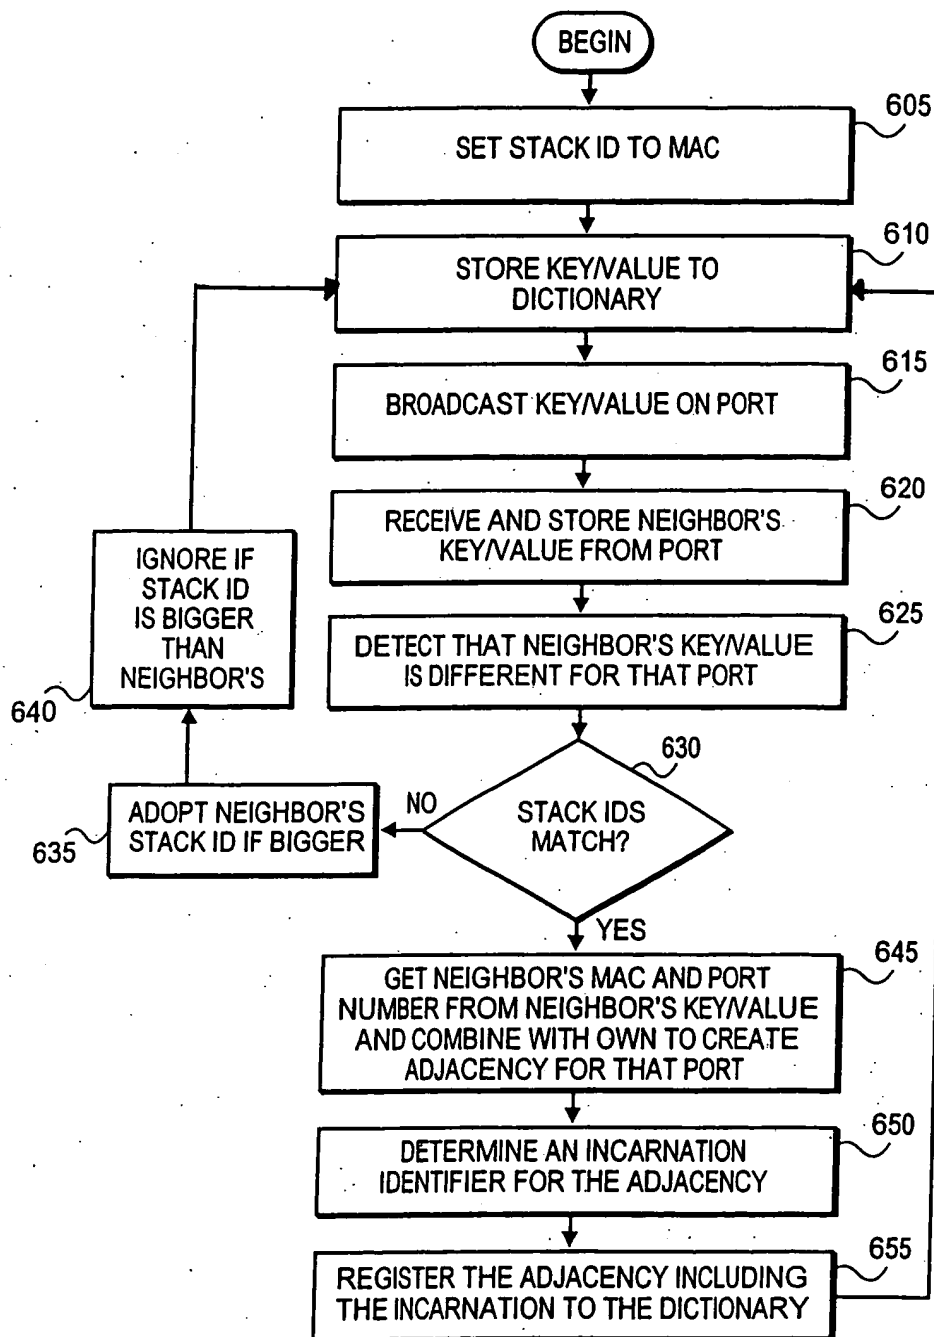 BEGIN
605
SET STACK ID TO MAC
610
STORE KEY/VALUE TO
DICTIONARY
615
BROADCAST KEY/VALUE ON PORT
620
RECEIVE AND STORE NEIGHBOR'S
KEY/VALUE FROM PORT
625
DETECT THAT NEIGHBOR'S KEY/VALUE
IS DIFFERENT FOR THAT PORT
630
STACK IDS
MATCH?
NO
ADOPT NEIGHBOR'S
STACK ID IF BIGGER
635
IGNORE IF
STACK ID
IS BIGGER
THAN
NEIGHBOR'S
640
YES
645
GET NEIGHBOR'S MAC AND PORT
NUMBER FROM NEIGHBOR'S KEY/VALUE
AND COMBINE WITH OWN TO CREATE
ADJACENCY FOR THAT PORT
650
DETERMINE AN INCARNATION
IDENTIFIER FOR THE ADJACENCY
655
REGISTER THE ADJACENCY INCLUDING
THE INCARNATION TO THE DICTIONARY